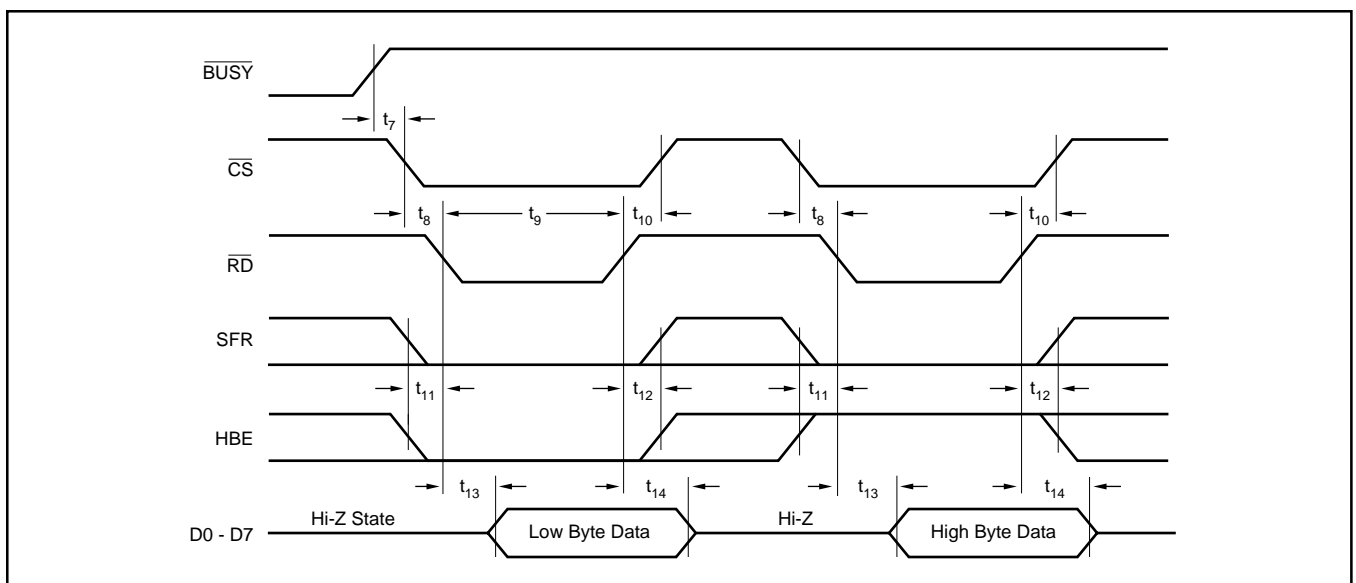 BUSY
t7
CS
t8 t9 t10 t8 t10
RD
SFR
t11 t12 t11 t12
HBE
t13 t14 t13 t14
Hi-Z State Low Byte Data Hi-Z High Byte Data
D0 - D7